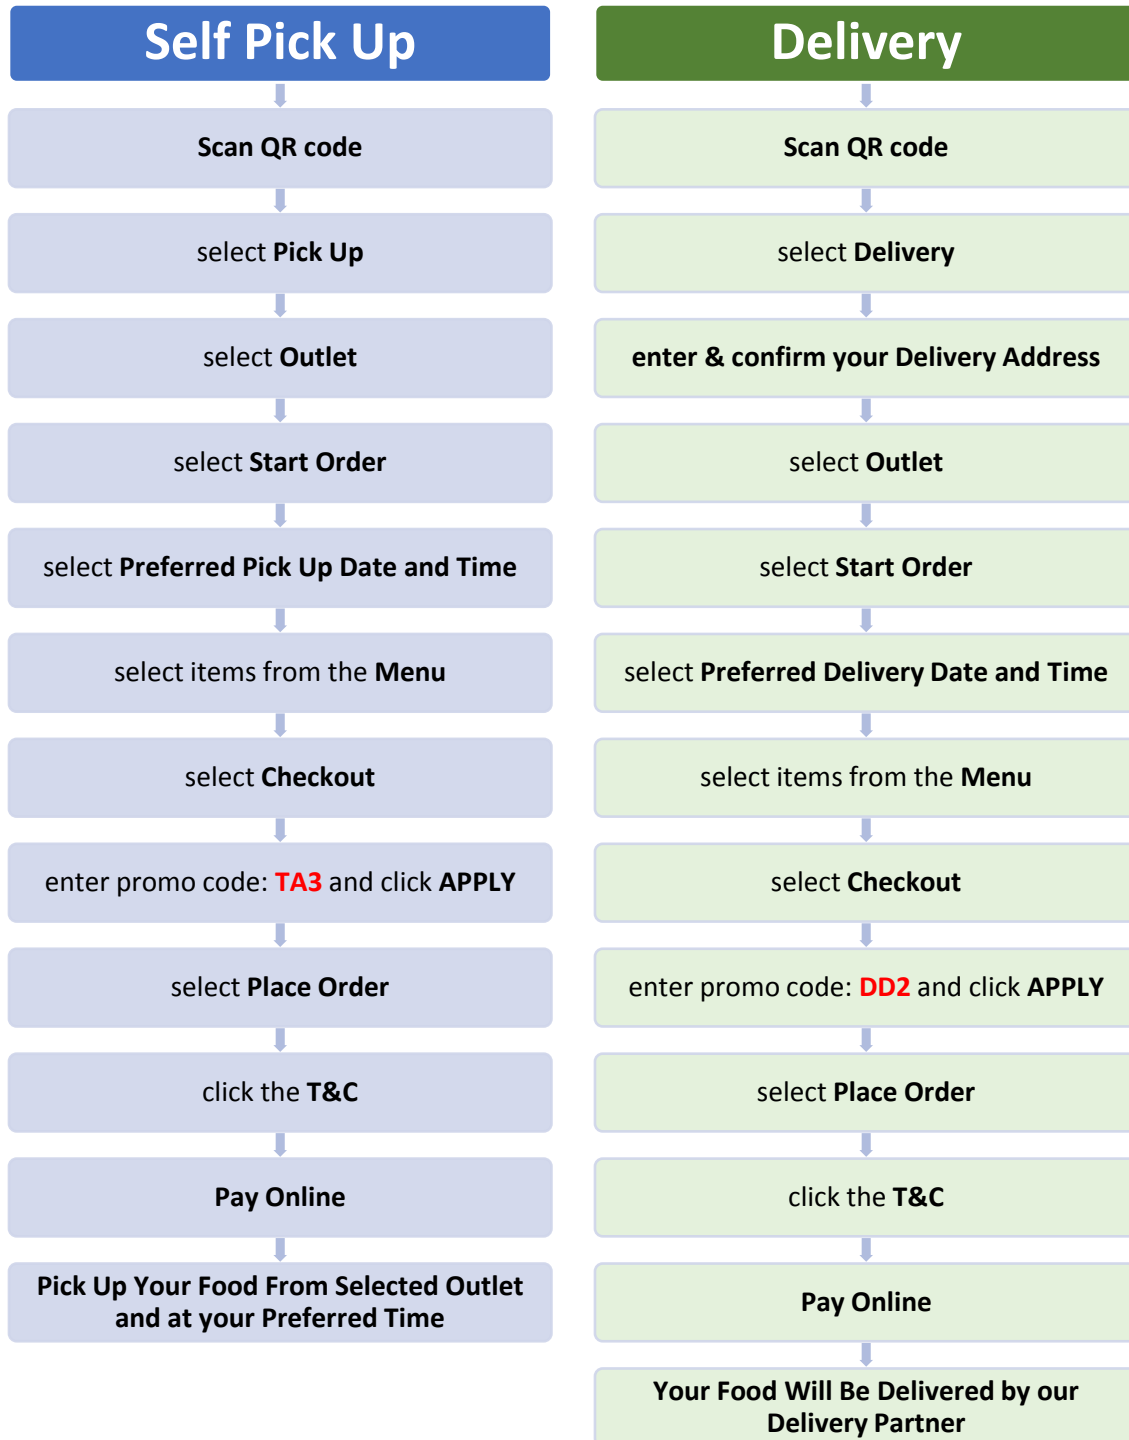 Self Pick Up
Scan QR code
select Pick Up
select Outlet
select Start Order
select Preferred Pick Up Date and Time
select items from the Menu
select Checkout
enter promo code: TA3 and click APPLY
select Place Order
click the T&C
Pay Online
Pick Up Your Food From Selected Outlet
and at your Preferred Time
Delivery
Scan QR code
select Delivery
enter & confirm your Delivery Address
select Outlet
select Start Order
select Preferred Delivery Date and Time
select items from the Menu
select Checkout
enter promo code: DD2 and click APPLY
select Place Order
click the T&C
Pay Online
Your Food Will Be Delivered by our
Delivery Partner